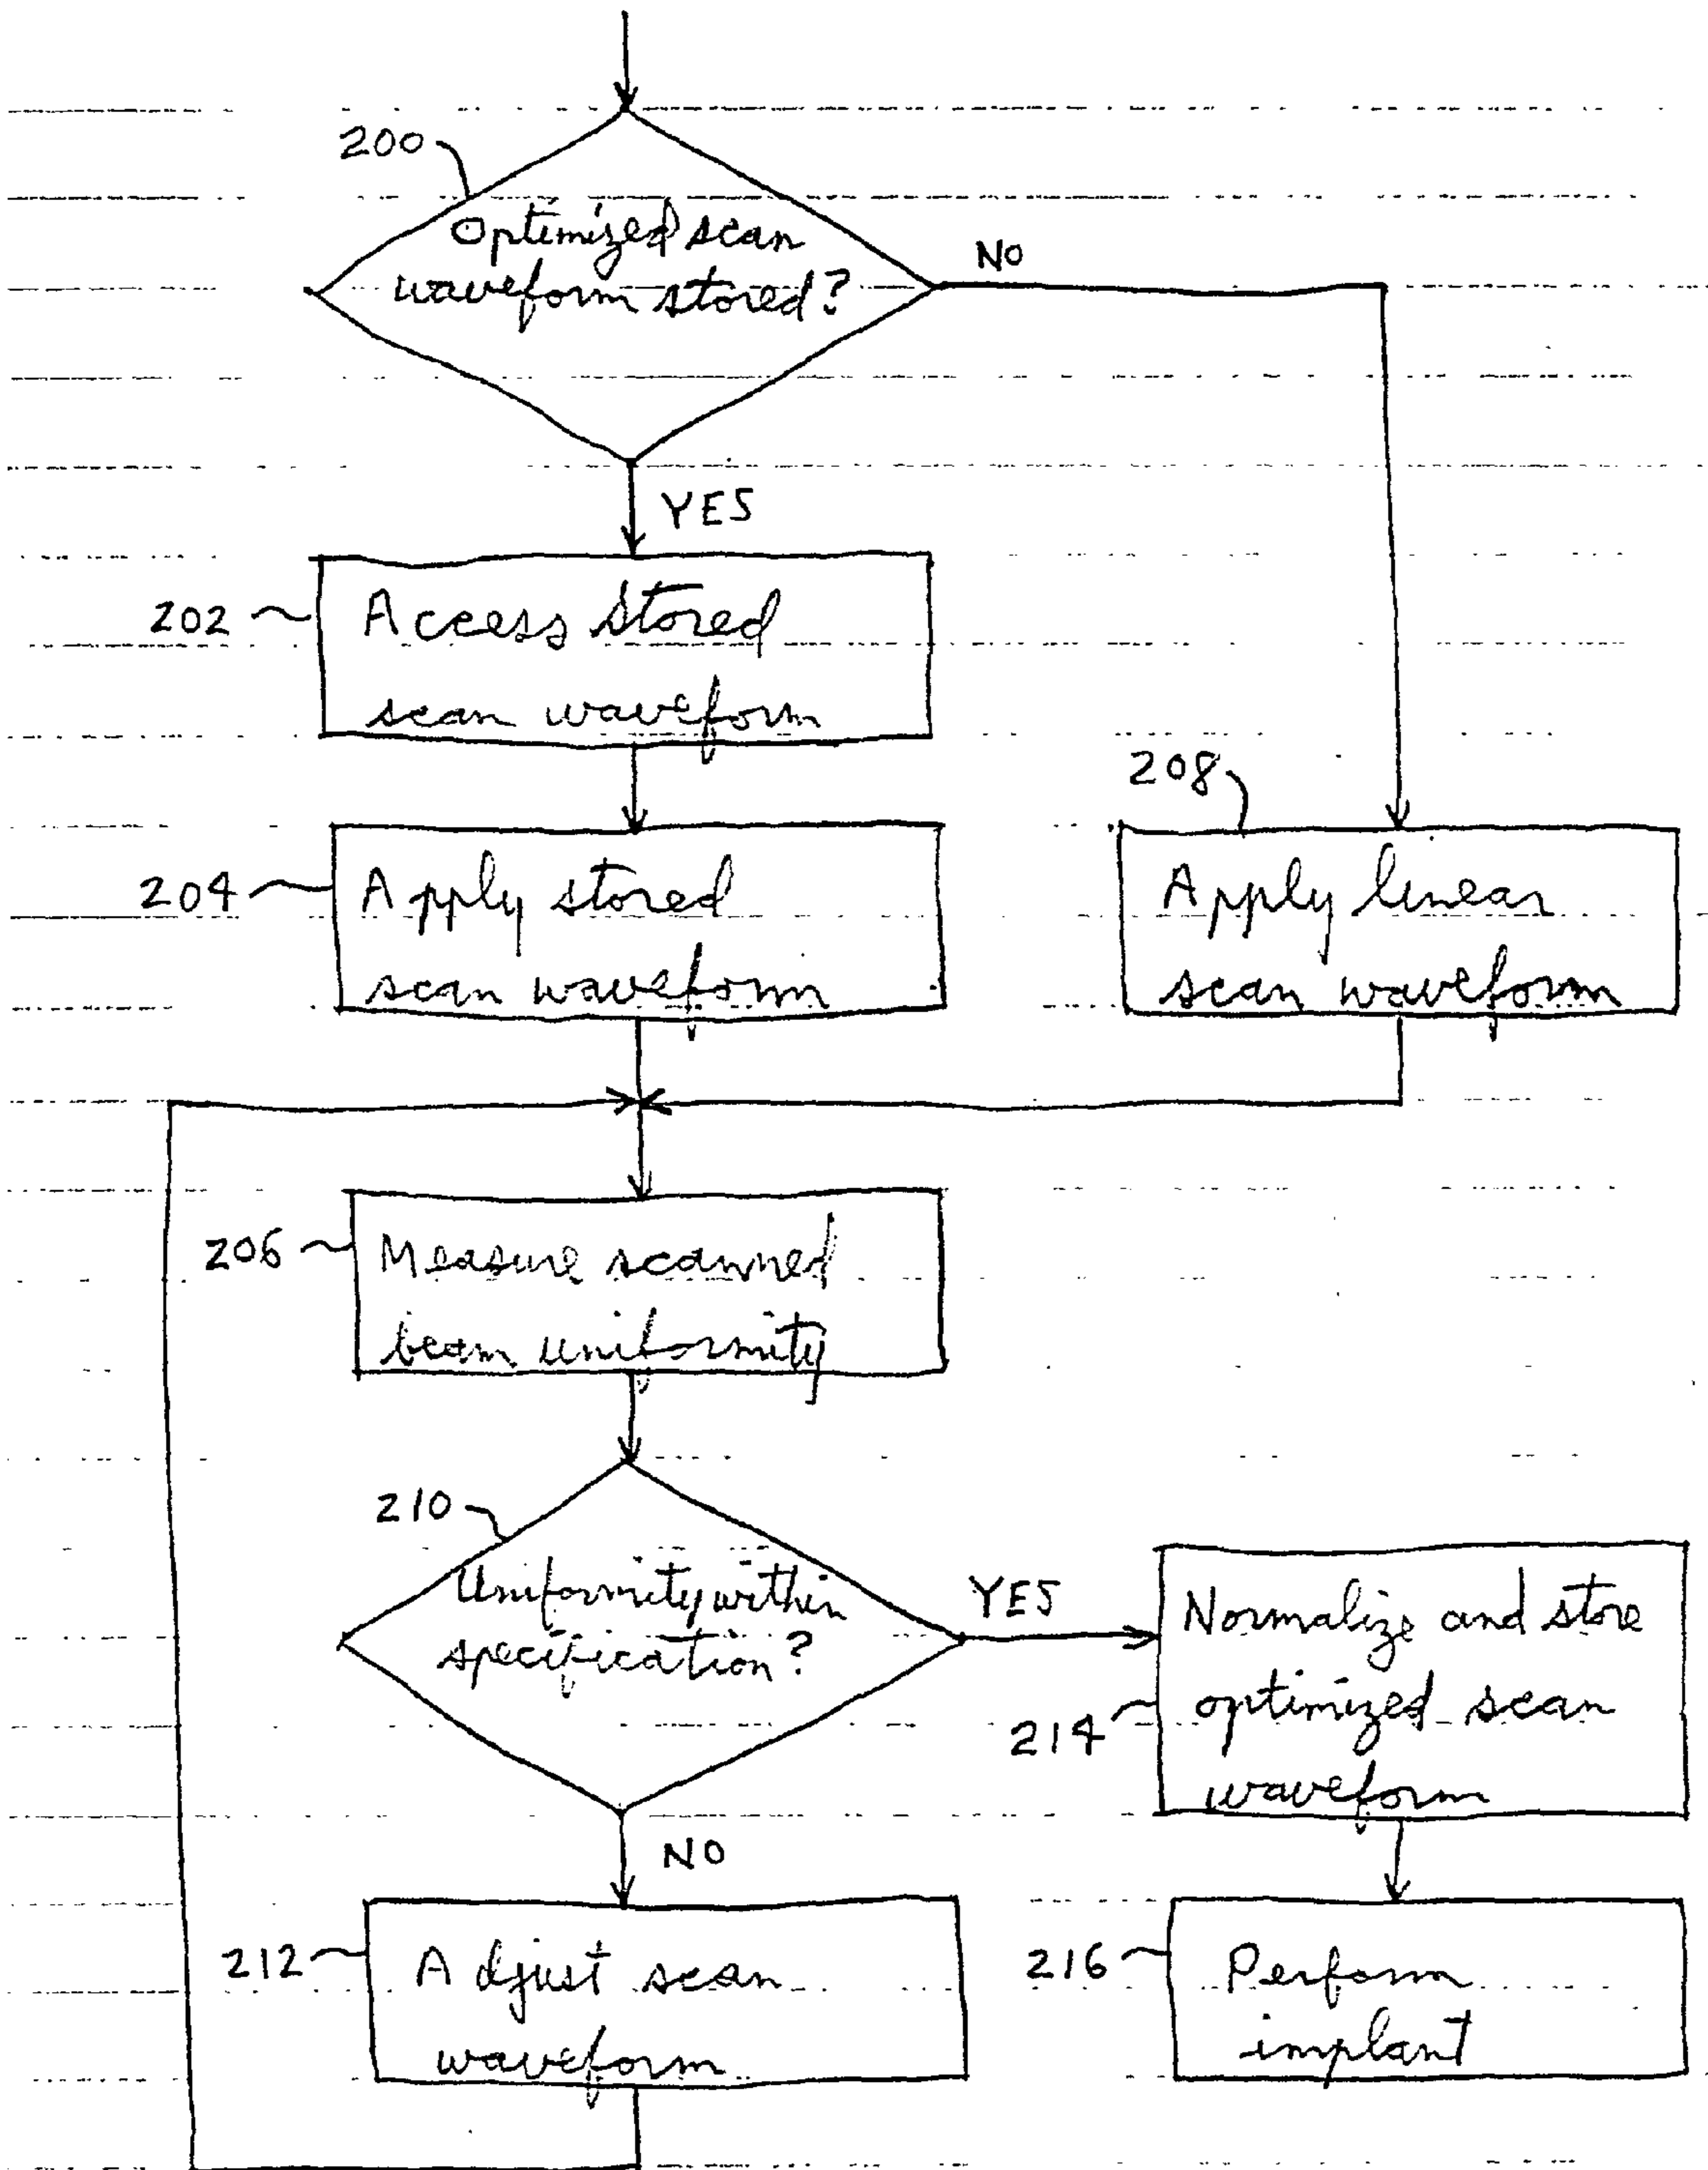 200
Optimized scan
waveform stored?
NO
YES
202
Access stored
scan waveform
204
Apply stored
scan waveform
208
Apply linear
scan waveform
206
Measure scanned
beam uniformity
210
Uniformity within
specification?
YES
NO
214
Normalize and store
optimized scan
waveform
212
Adjust scan
waveform
216
Perform
implant